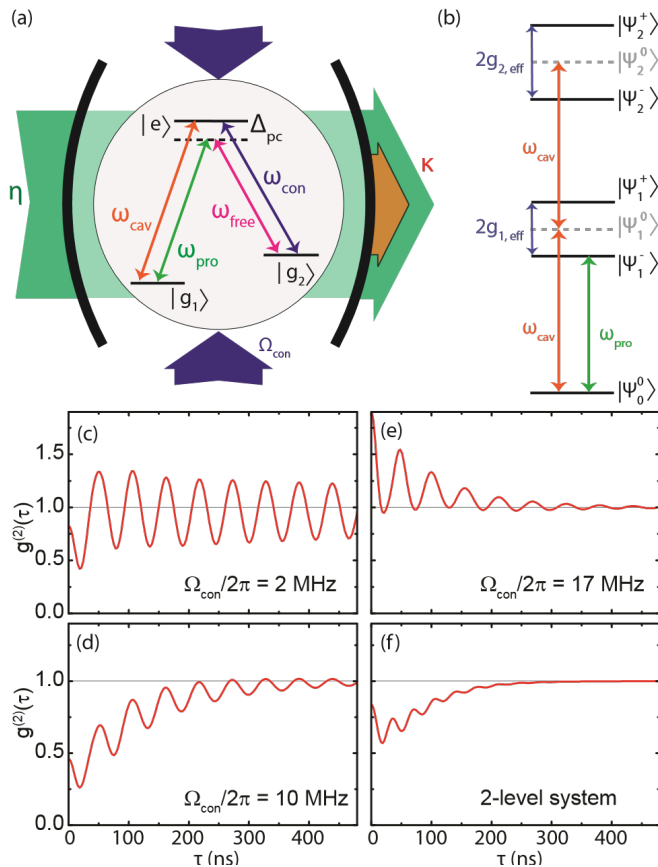 (a)
(b)
|e⟩
Δpc
η
κ
ωcav
ωpro
ωfree
ωcon
|g1⟩
|g2⟩
Ωcon
|Ψ2+⟩
|Ψ20⟩
|Ψ2-⟩
2g2, eff
ωcav
|Ψ1+⟩
|Ψ10⟩
|Ψ1-⟩
2g1, eff
ωcav
ωpro
|Ψ00⟩
(c)
g(2)(τ)
1.5
1.0
0.5
0.0
Ωcon/2π = 2 MHz
(e)
Ωcon/2π = 17 MHz
(d)
g(2)(τ)
1.0
0.5
0.0
0 100 200 300 400
τ (ns)
Ωcon/2π = 10 MHz
(f)
2-level system
0 100 200 300 400
τ (ns)